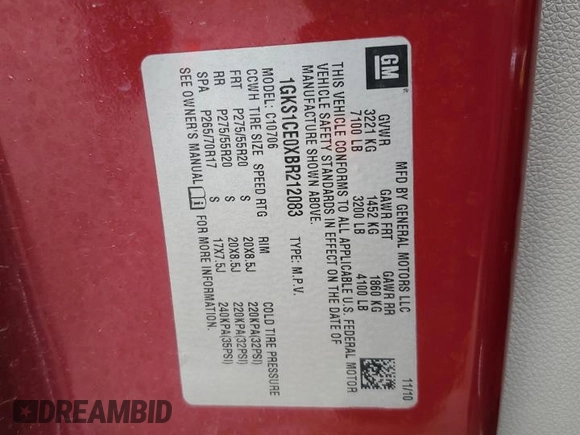 GM
MFD BY GENERAL MOTORS LLC 11/10
GVWR GAWR FRT GAWR RR
3221 KG 1452 KG 1860 KG
7100 LB 3200 LB 4100 LB
THIS VEHICLE CONFORMS TO ALL APPLICABLE U.S. FEDERAL MOTOR
VEHICLE SAFETY STANDARDS IN EFFECT ON THE DATE OF
MANUFACTURE SHOWN ABOVE.
1GKS1CE0XBR212083 TYPE: M.P.V.
MODEL: C10706
CCWH TIRE SIZE SPEED RTG RIM COLD TIRE PRESSURE
FRT P275/55R20 S 20X8.5J 220KPA(32PSI)
RR P275/55R20 S 20X8.5J 220KPA(32PSI)
SPA P265/70R17 S 17X7.5J 240KPA(35PSI)
SEE OWNER'S MANUAL FOR MORE INFORMATION.
DREAMBID